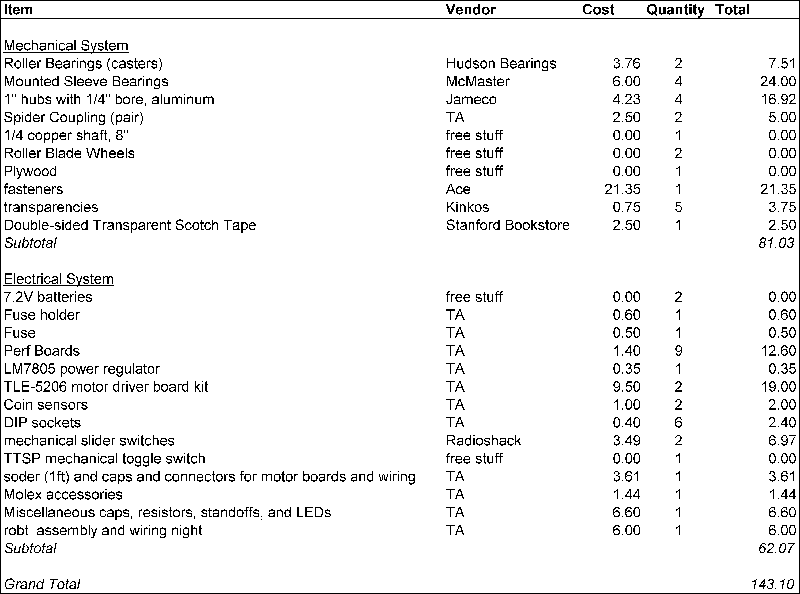 Item Vendor Cost Quantity Total
Mechanical System
Roller Bearings (casters) Hudson Bearings 3.76 2 7.51
Mounted Sleeve Bearings McMaster 6.00 4 24.00
1" hubs with 1/4" bore, aluminum Jameco 4.23 4 16.92
Spider Coupling (pair) TA 2.50 2 5.00
1/4 copper shaft, 8" free stuff 0.00 1 0.00
Roller Blade Wheels free stuff 0.00 2 0.00
Plywood free stuff 0.00 1 0.00
fasteners Ace 21.35 1 21.35
transparencies Kinkos 0.75 5 3.75
Double-sided Transparent Scotch Tape Stanford Bookstore 2.50 1 2.50
Subtotal 81.03
Electrical System
7.2V batteries free stuff 0.00 2 0.00
Fuse holder TA 0.60 1 0.60
Fuse TA 0.50 1 0.50
Perf Boards TA 1.40 9 12.60
LM7805 power regulator TA 0.35 1 0.35
TLE-5206 motor driver board kit TA 9.50 2 19.00
Coin sensors TA 1.00 2 2.00
DIP sockets TA 0.40 6 2.40
mechanical slider switches Radioshack 3.49 2 6.97
TTSP mechanical toggle switch free stuff 0.00 1 0.00
soder (1ft) and caps and connectors for motor boards and wiring TA 3.61 1 3.61
Molex accessories TA 1.44 1 1.44
Miscellaneous caps, resistors, standoffs, and LEDs TA 6.60 1 6.60
robt assembly and wiring night TA 6.00 1 6.00
Subtotal 62.07
Grand Total 143.10